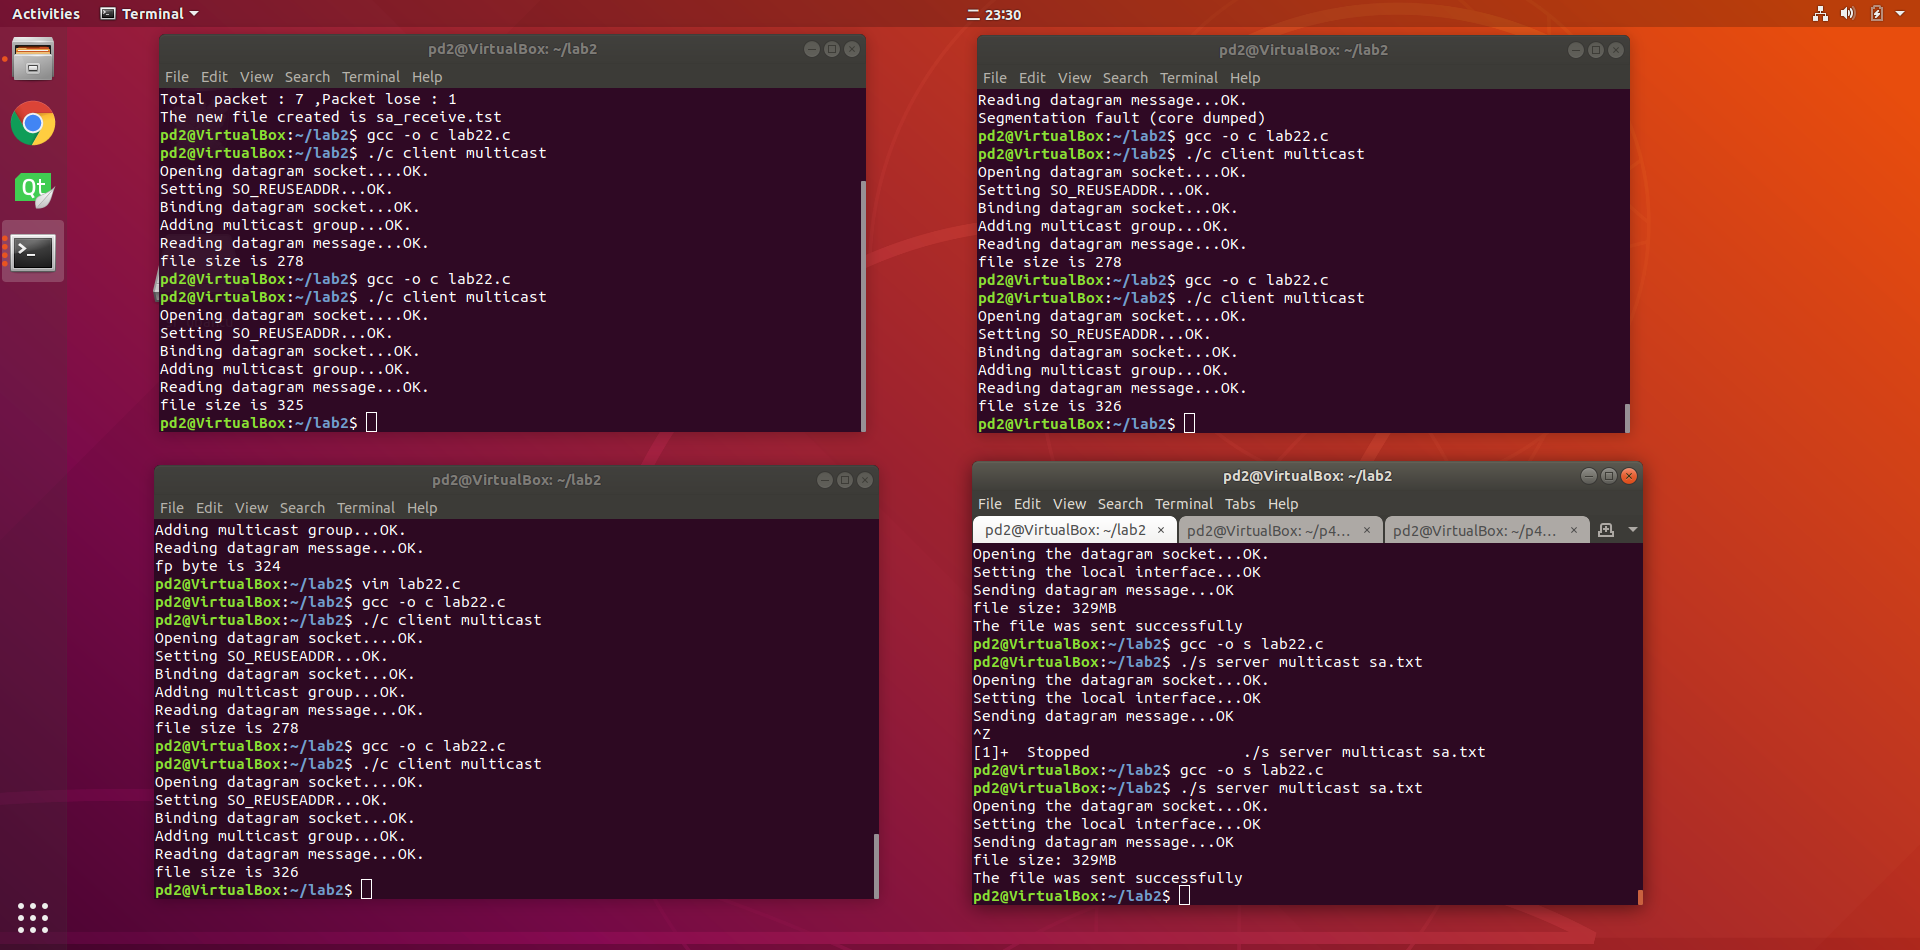 Activities
Terminal
二 23:30
pd2@VirtualBox: ~/lab2
File Edit View Search Terminal Help
Total packet : 7 ,Packet lose : 1
The new file created is sa_receive.tst
pd2@VirtualBox:~/lab2$ gcc -o c lab22.c
pd2@VirtualBox:~/lab2$ ./c client multicast
Opening datagram socket....OK.
Setting SO_REUSEADDR...OK.
Binding datagram socket...OK.
Adding multicast group...OK.
Reading datagram message...OK.
file size is 278
pd2@VirtualBox:~/lab2$ gcc -o c lab22.c
pd2@VirtualBox:~/lab2$ ./c client multicast
Opening datagram socket....OK.
Setting SO_REUSEADDR...OK.
Binding datagram socket...OK.
Adding multicast group...OK.
Reading datagram message...OK.
file size is 325
pd2@VirtualBox:~/lab2$
pd2@VirtualBox: ~/lab2
File Edit View Search Terminal Help
Reading datagram message...OK.
Segmentation fault (core dumped)
pd2@VirtualBox:~/lab2$ gcc -o c lab22.c
pd2@VirtualBox:~/lab2$ ./c client multicast
Opening datagram socket....OK.
Setting SO_REUSEADDR...OK.
Binding datagram socket...OK.
Adding multicast group...OK.
Reading datagram message...OK.
file size is 278
pd2@VirtualBox:~/lab2$ gcc -o c lab22.c
pd2@VirtualBox:~/lab2$ ./c client multicast
Opening datagram socket....OK.
Setting SO_REUSEADDR...OK.
Binding datagram socket...OK.
Adding multicast group...OK.
Reading datagram message...OK.
file size is 326
pd2@VirtualBox:~/lab2$
Qt
pd2@VirtualBox: ~/lab2
File Edit View Search Terminal Help
Adding multicast group...OK.
Reading datagram message...OK.
fp byte is 324
pd2@VirtualBox:~/lab2$ vim lab22.c
pd2@VirtualBox:~/lab2$ gcc -o c lab22.c
pd2@VirtualBox:~/lab2$ ./c client multicast
Opening datagram socket....OK.
Setting SO_REUSEADDR...OK.
Binding datagram socket...OK.
Adding multicast group...OK.
Reading datagram message...OK.
file size is 278
pd2@VirtualBox:~/lab2$ gcc -o c lab22.c
pd2@VirtualBox:~/lab2$ ./c client multicast
Opening datagram socket....OK.
Setting SO_REUSEADDR...OK.
Binding datagram socket...OK.
Adding multicast group...OK.
Reading datagram message...OK.
file size is 326
pd2@VirtualBox:~/lab2$
pd2@VirtualBox: ~/lab2
File Edit View Search Terminal Tabs Help
pd2@VirtualBox: ~/lab2 × pd2@VirtualBox: ~/p4... × pd2@VirtualBox: ~/p4... ×
Opening the datagram socket...OK.
Setting the local interface...OK
Sending datagram message...OK
file size: 329MB
The file was sent successfully
pd2@VirtualBox:~/lab2$ gcc -o s lab22.c
pd2@VirtualBox:~/lab2$ ./s server multicast sa.txt
Opening the datagram socket...OK.
Setting the local interface...OK
Sending datagram message...OK
^Z
[1]+  Stopped                 ./s server multicast sa.txt
pd2@VirtualBox:~/lab2$ gcc -o s lab22.c
pd2@VirtualBox:~/lab2$ ./s server multicast sa.txt
Opening the datagram socket...OK.
Setting the local interface...OK
Sending datagram message...OK
file size: 329MB
The file was sent successfully
pd2@VirtualBox:~/lab2$